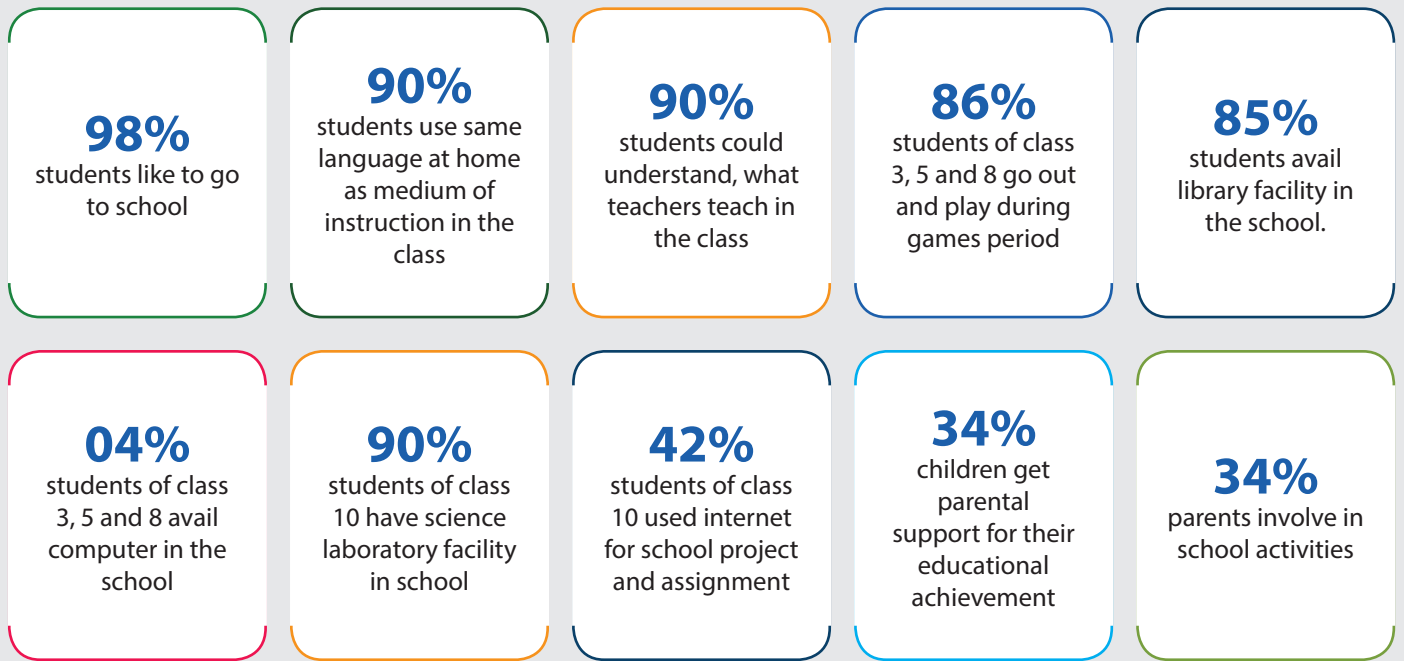 98%
students like to go
to school
90%
students use same
language at home
as medium of
instruction in the
class
90%
students could
understand, what
teachers teach in
the class
86%
students of class
3, 5 and 8 go out
and play during
games period
85%
students avail
library facility in
the school.
04%
students of class
3, 5 and 8 avail
computer in the
school
90%
students of class
10 have science
laboratory facility
in school
42%
students of class
10 used internet
for school project
and assignment
34%
children get
parental
support for their
educational
achievement
34%
parents involve in
school activities